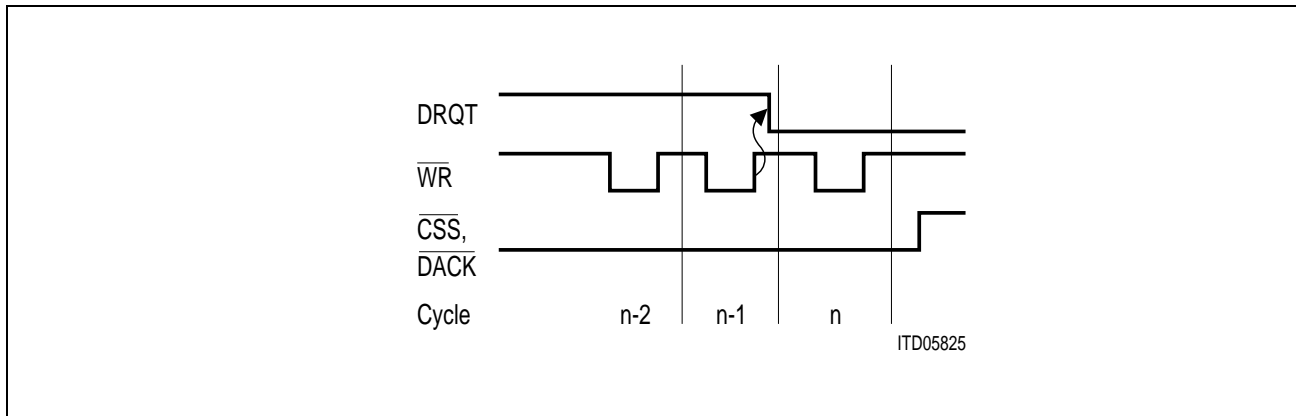 DRQT
WR
CSS,
DACK
Cycle n-2 n-1 n
ITD05825